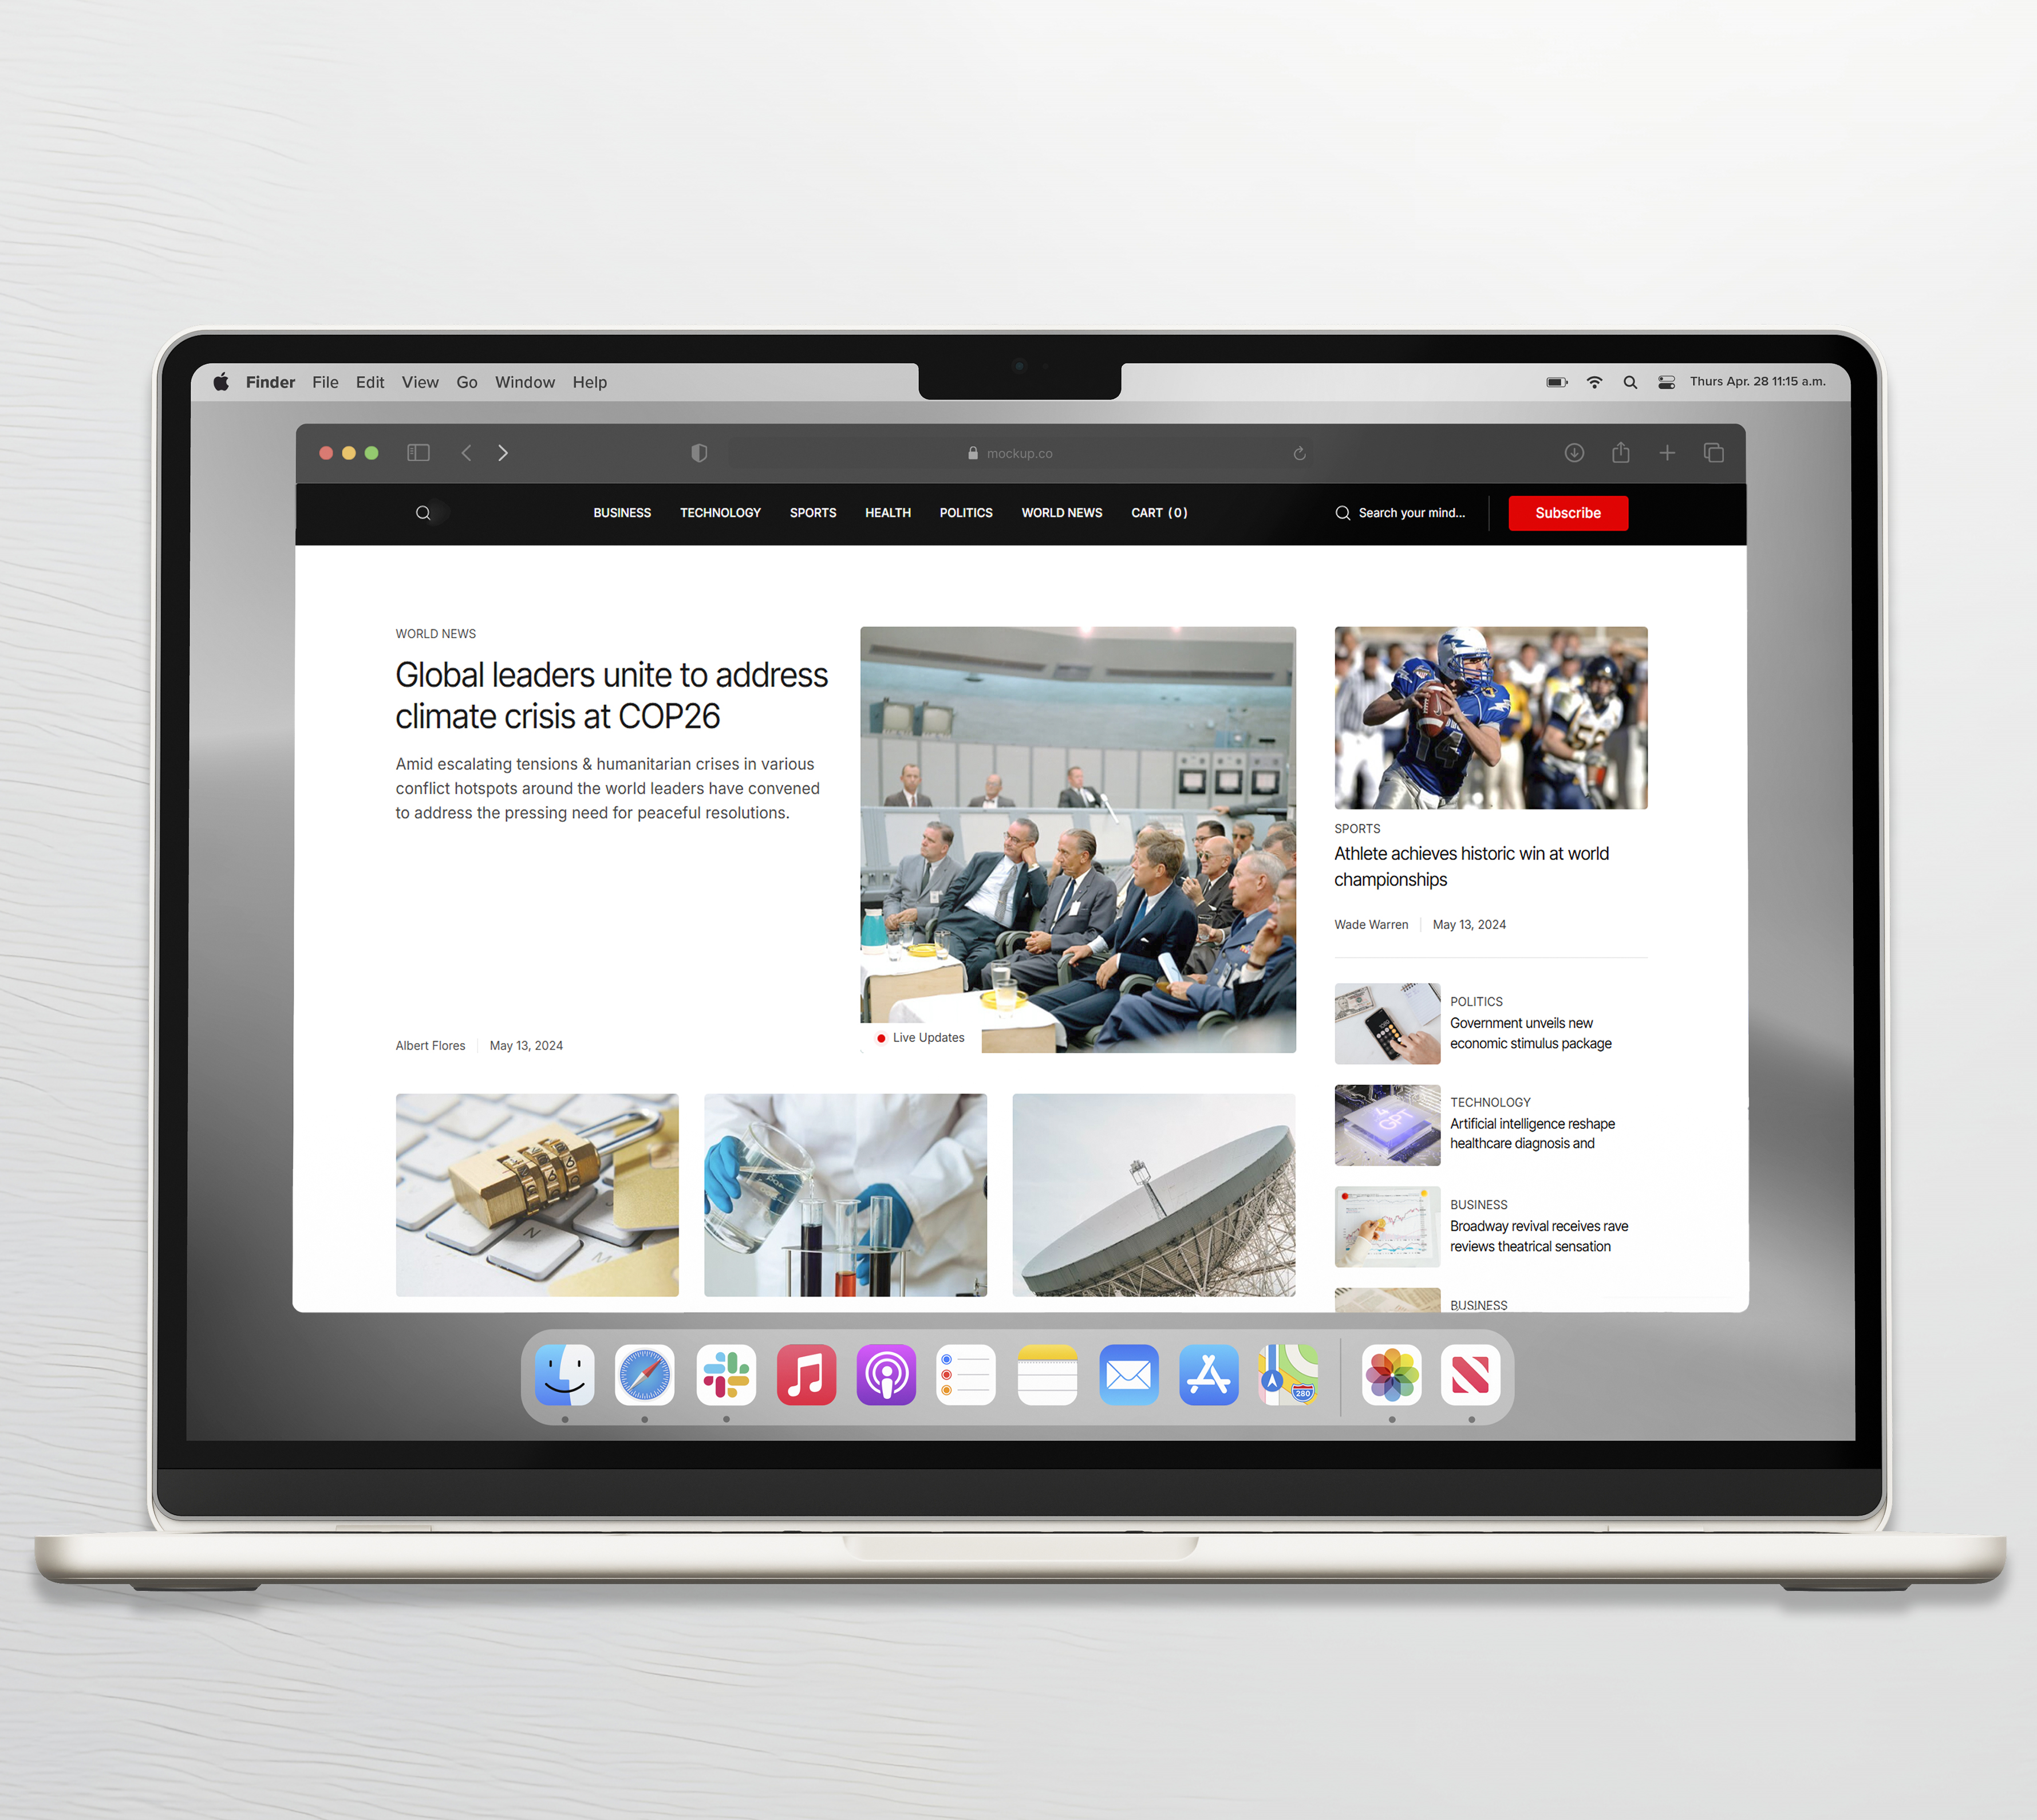 Finder File Edit View Go Window Help
Thurs Apr. 28 11:15 a.m.
mockup.co
BUSINESS TECHNOLOGY SPORTS HEALTH POLITICS WORLD NEWS CART (0)
Search your mind...
Subscribe
WORLD NEWS
Global leaders unite to address
climate crisis at COP26
Amid escalating tensions & humanitarian crises in various
conflict hotspots around the world leaders have convened
to address the pressing need for peaceful resolutions.
Albert Flores May 13, 2024
Live Updates
14
SPORTS
Athlete achieves historic win at world
championships
Wade Warren May 13, 2024
POLITICS
Government unveils new
economic stimulus package
TECHNOLOGY
Artificial intelligence reshape
healthcare diagnosis and
BUSINESS
Broadway revival receives rave
reviews theatrical sensation
BUSINESS
N
M
280